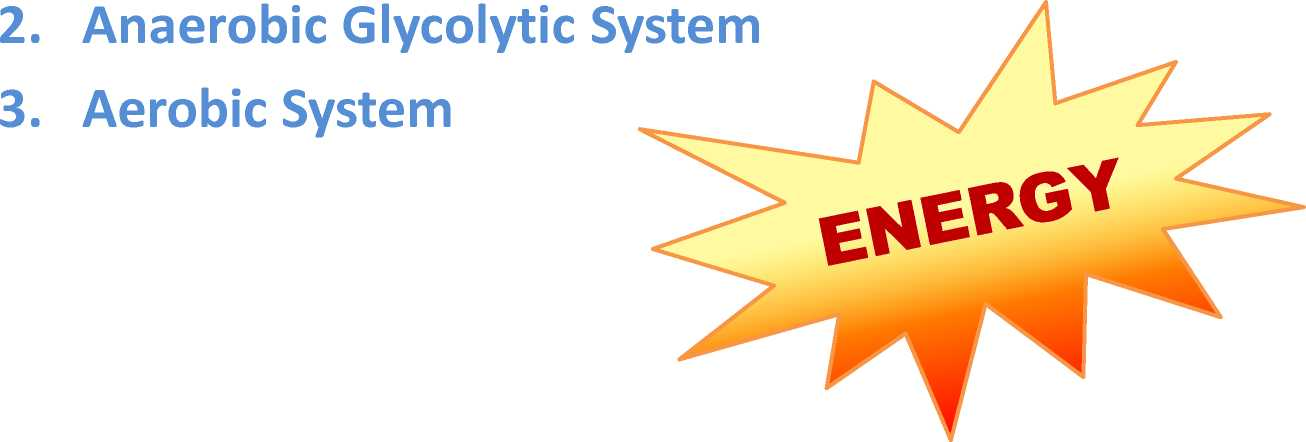 2. Anaerobic Glycolytic System
3. Aerobic System
ENERGY